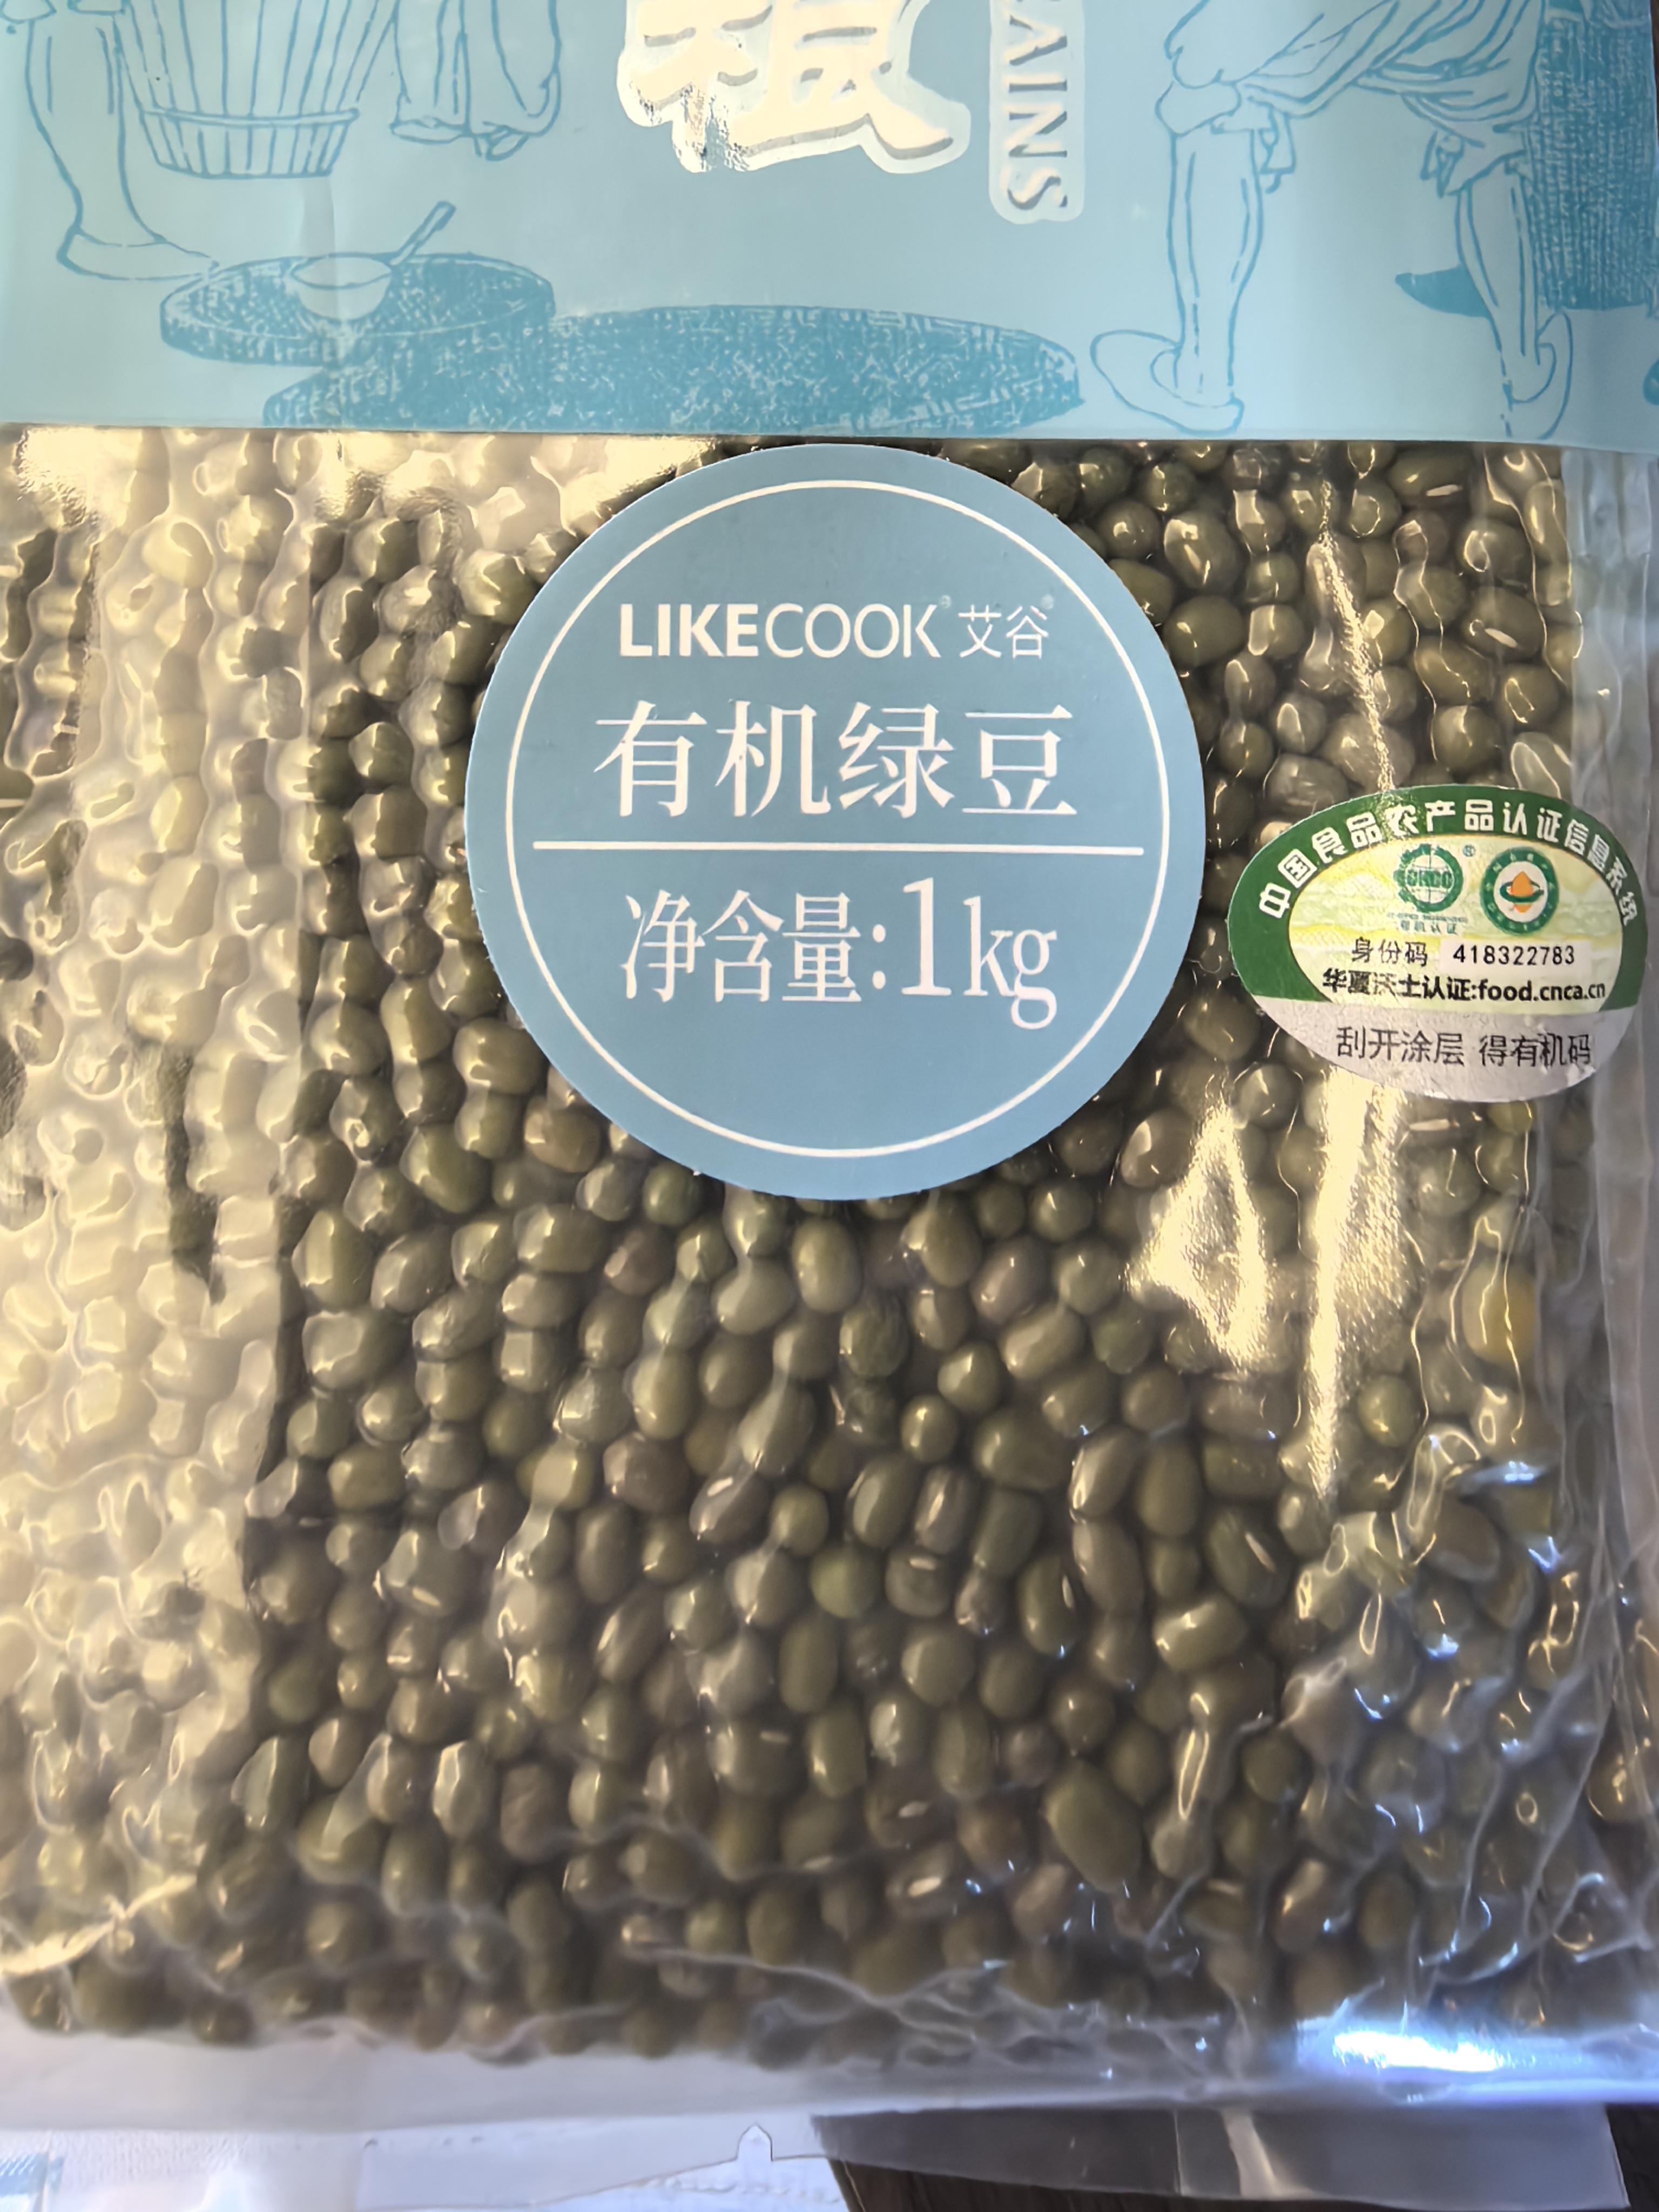 粮
AINS
LIKECOOK® 艾谷®
有机绿豆
净含量:1kg
中国食品农产品认证信息系统
身份码 418322783
华夏沃土认证:food.cnca.cn
刮开涂层 得有机码